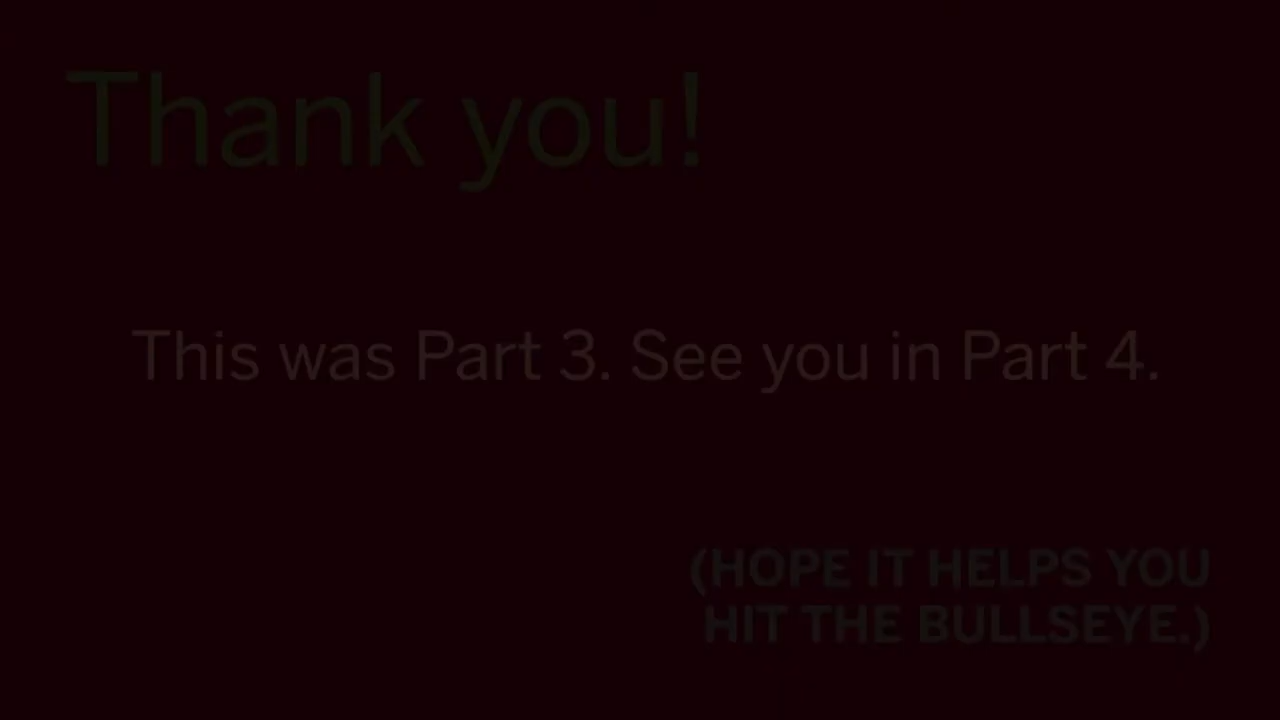 Thank you!
This was Part 3. See you in Part 4.
(HOPE IT HELPS YOU
HIT THE BULLSEYE.)